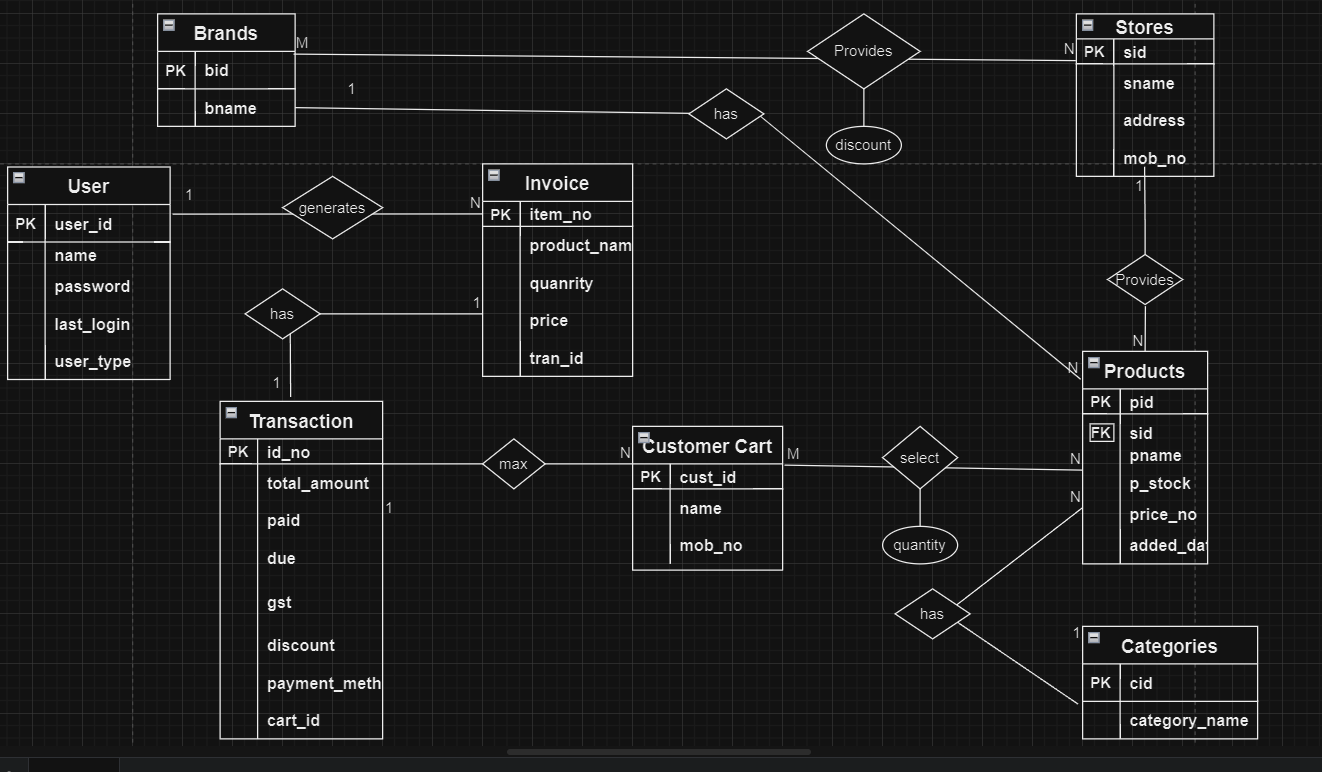 Brands
PK bid
bname
M
1
Provides
discount
has
N
Stores
PK sid
sname
address
mob_no
1
User
PK user_id
name
password
last_login
user_type
1
generates
N
Invoice
PK item_no
product_nam
quanrity
price
tran_id
has
1
1
Provides
N
N
Products
PK pid
FK sid
pname
p_stock
price_no
added_da
Transaction
PK id_no
total_amount
paid
due
gst
discount
payment_meth
cart_id
1
max
N
Customer Cart
PK cust_id
name
mob_no
M
select
quantity
N
N
has
1
Categories
PK cid
category_name